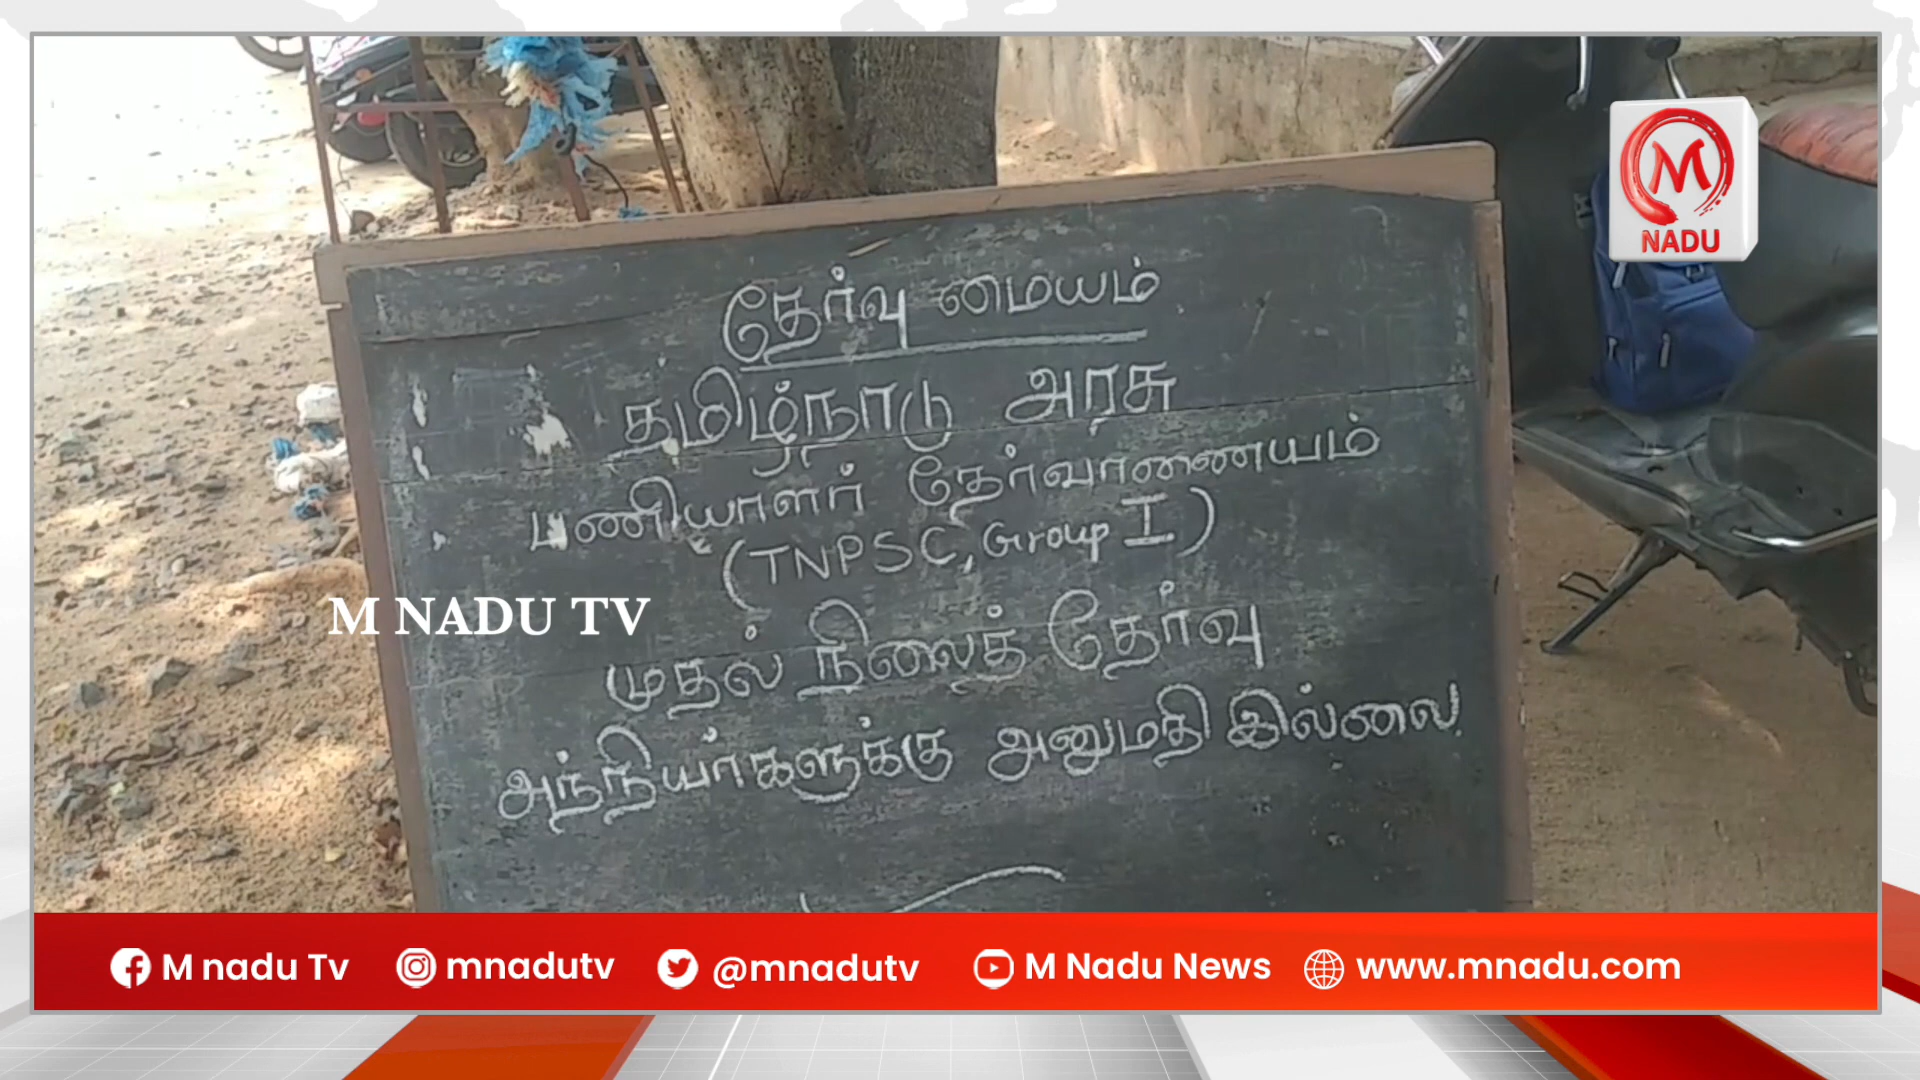 M
NADU
தேர்வு மையம்
தமிழ்நாடு அரசு
பணியாளர் தேர்வாணையம்
(TNPSC, Group I)
M NADU TV
முதல் நிலைத் தேர்வு
அந்நியர்களுக்கு அனுமதி இல்லை.
M nadu Tv mnadutv @mnadutv M Nadu News www.mnadu.com